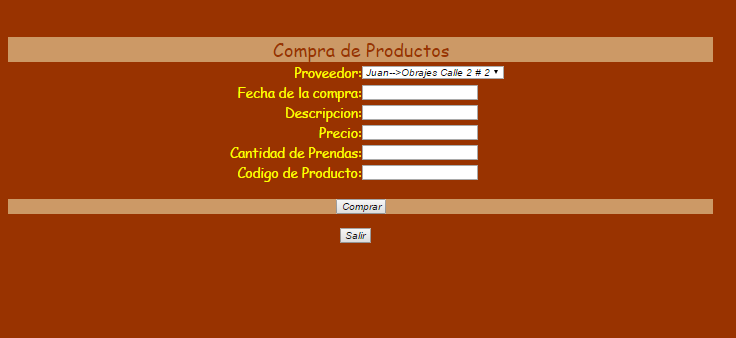 Compra de Productos
Proveedor: Juan-->Obrajes Calle 2 # 2
Fecha de la compra:
Descripcion:
Precio:
Cantidad de Prendas:
Codigo de Producto:
Comprar
Salir